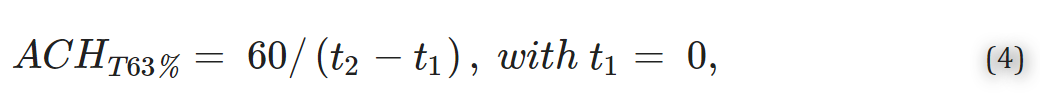 ACH_{T63%} = 60/(t_2 − t_1), with t_1 = 0, (4)